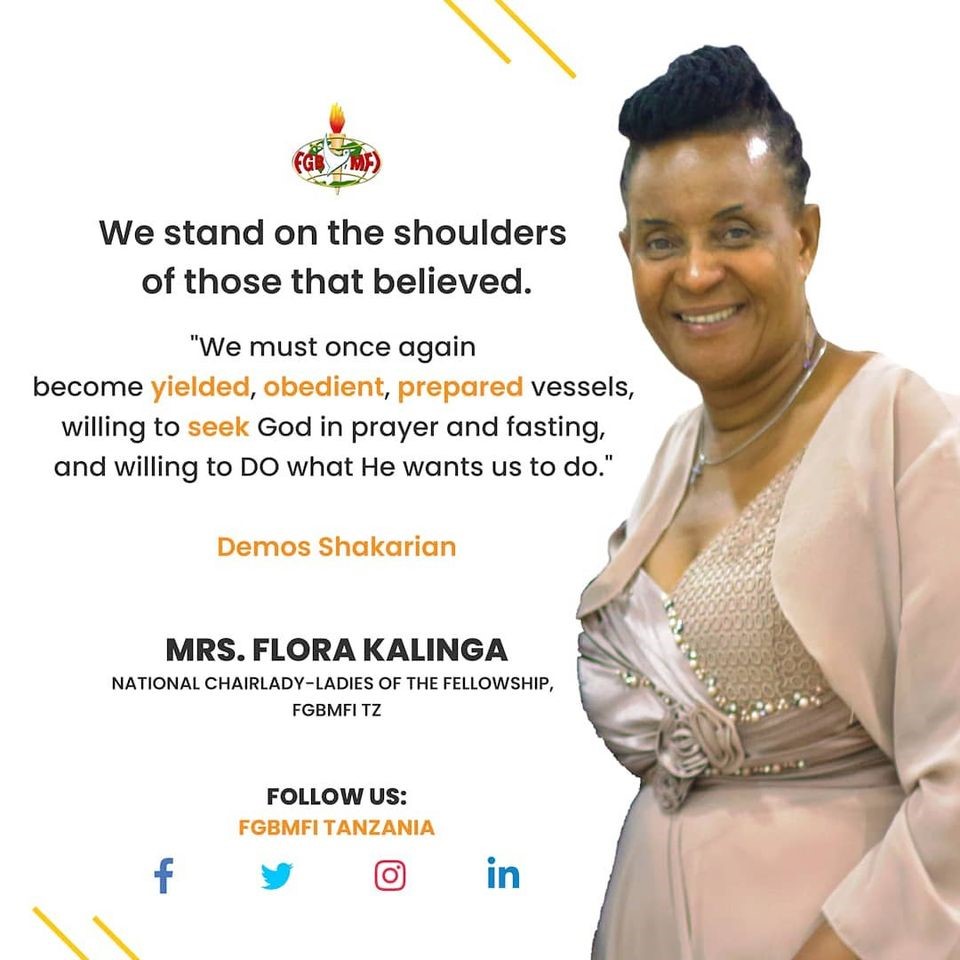 FGB MFI
We stand on the shoulders
of those that believed.
"We must once again
become yielded, obedient, prepared vessels,
willing to seek God in prayer and fasting,
and willing to DO what He wants us to do."
Demos Shakarian
MRS. FLORA KALINGA
NATIONAL CHAIRLADY-LADIES OF THE FELLOWSHIP,
FGBMFI TZ
FOLLOW US:
FGBMFI TANZANIA
f
in